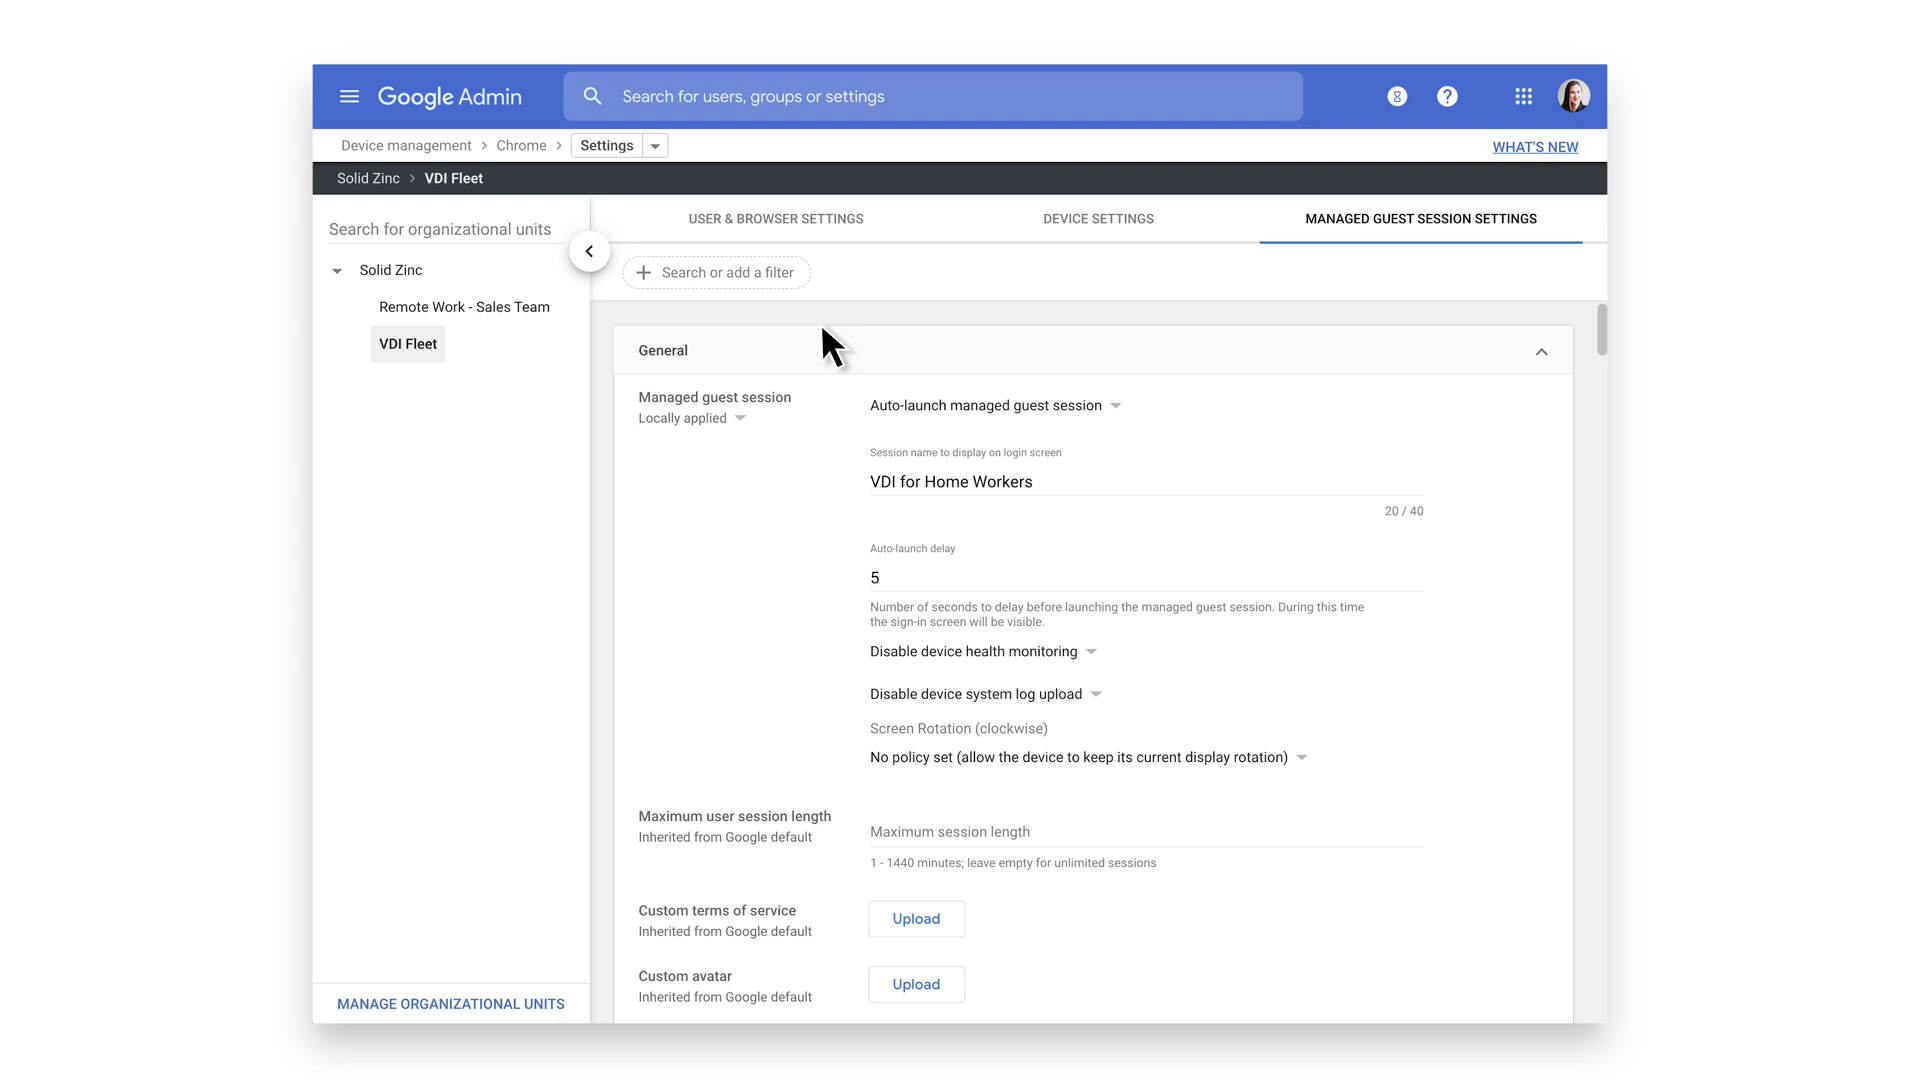 Google Admin
Search for users, groups or settings
Device management > Chrome > Settings
WHAT'S NEW
Solid Zinc > VDI Fleet
Search for organizational units
Solid Zinc
Remote Work - Sales Team
VDI Fleet
MANAGE ORGANIZATIONAL UNITS
USER & BROWSER SETTINGS
DEVICE SETTINGS
MANAGED GUEST SESSION SETTINGS
Search or add a filter
General
Managed guest session
Locally applied
Auto-launch managed guest session
Session name to display on login screen
VDI for Home Workers
20 / 40
Auto-launch delay
5
Number of seconds to delay before launching the managed guest session. During this time
the sign-in screen will be visible.
Disable device health monitoring
Disable device system log upload
Screen Rotation (clockwise)
No policy set (allow the device to keep its current display rotation)
Maximum user session length
Inherited from Google default
Maximum session length
1 - 1440 minutes; leave empty for unlimited sessions
Custom terms of service
Inherited from Google default
Upload
Custom avatar
Inherited from Google default
Upload